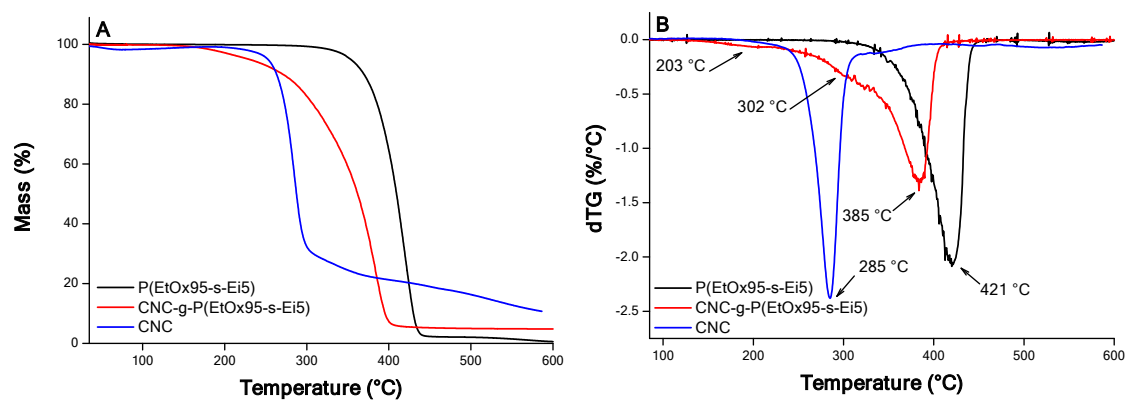 A
Mass (%)
100
80
60
40
20
0
P(EtOx95-s-Ei5)
CNC-g-P(EtOx95-s-Ei5)
CNC
100
200
300
400
500
600
Temperature (°C)
B
dTG (%/°C)
0.0
-0.5
-1.0
-1.5
-2.0
-2.5
203 °C
302 °C
385 °C
285 °C
421 °C
P(EtOx95-s-Ei5)
CNC-g-P(EtOx95-s-Ei5)
CNC
100
200
300
400
500
600
Temperature (°C)